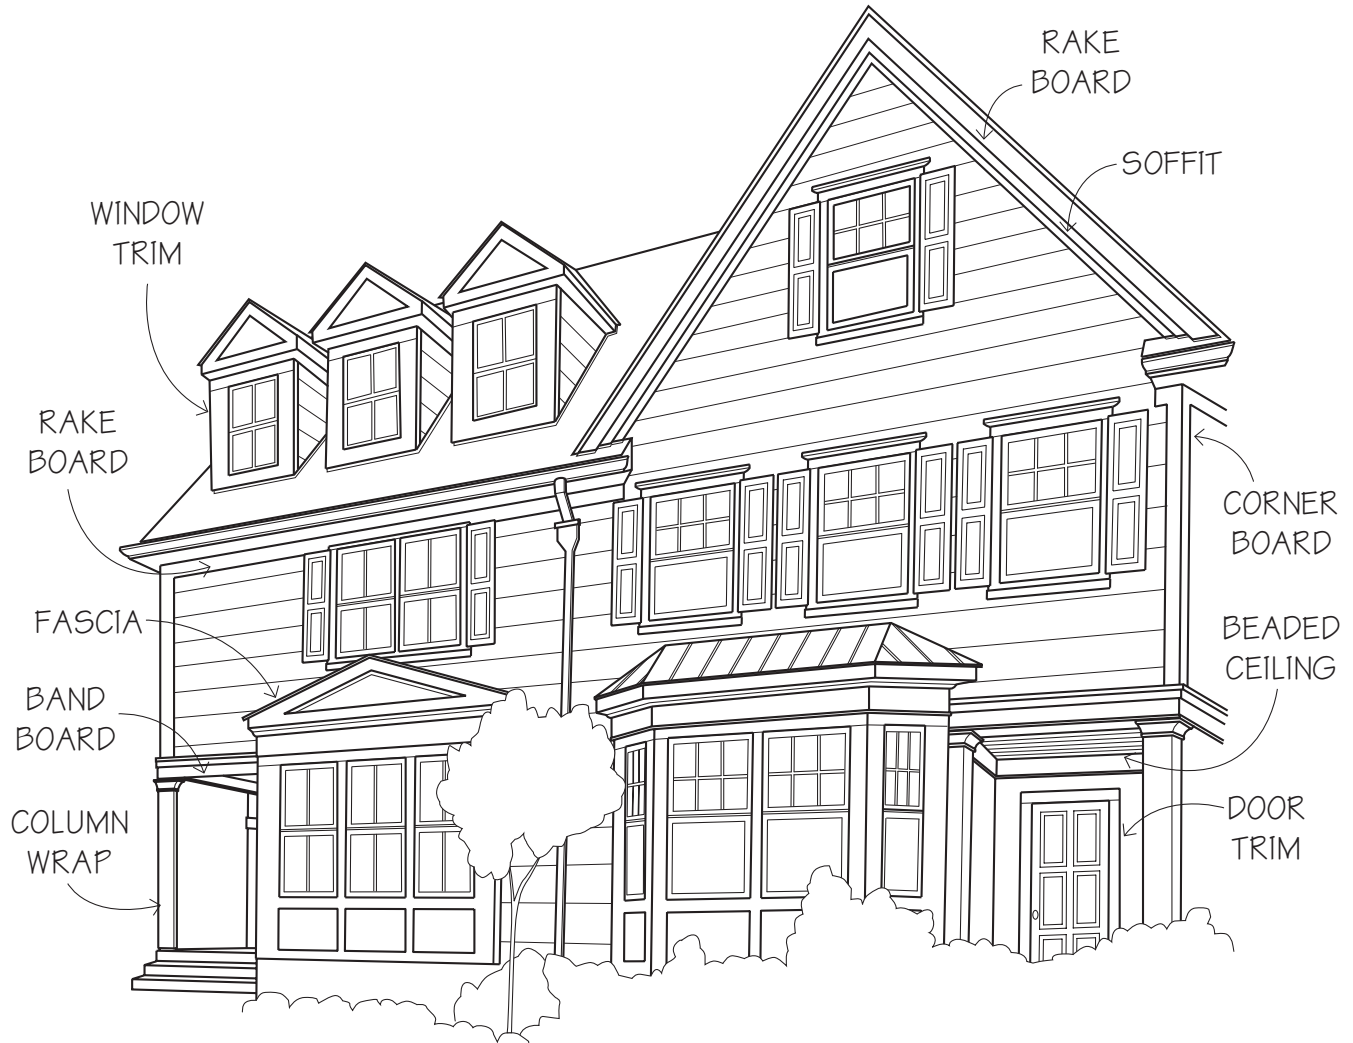 RAKE
BOARD
SOFFIT
WINDOW
TRIM
RAKE
BOARD
CORNER
BOARD
FASCIA
BEADED
CEILING
BAND
BOARD
COLUMN
WRAP
DOOR
TRIM